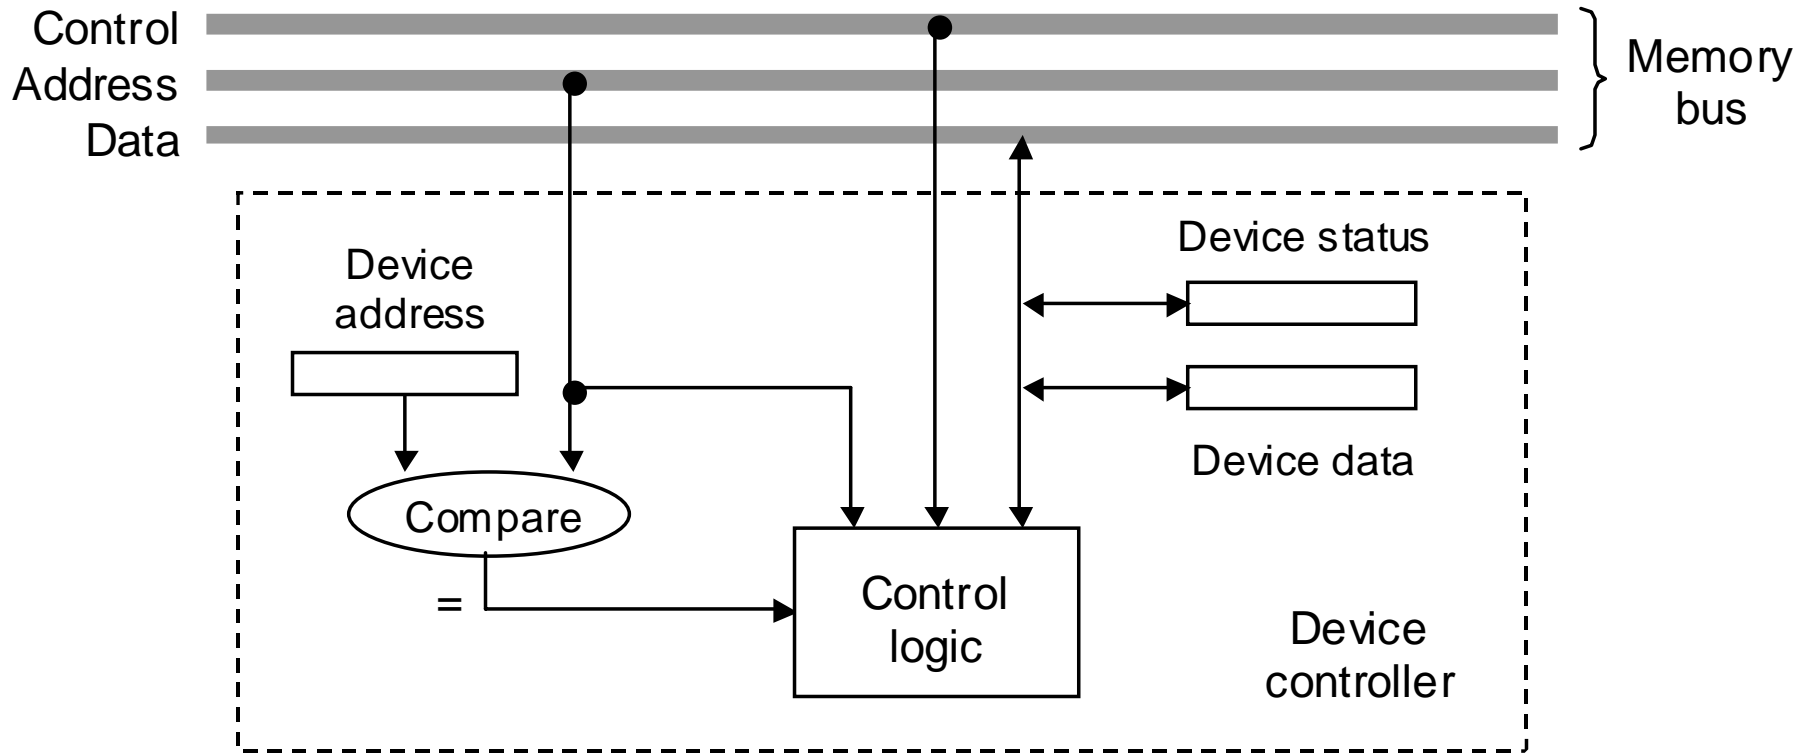 Control
Address
Data
Memory
bus
Device status
Device
address
Device data
Compare
=
Control
logic
Device
controller